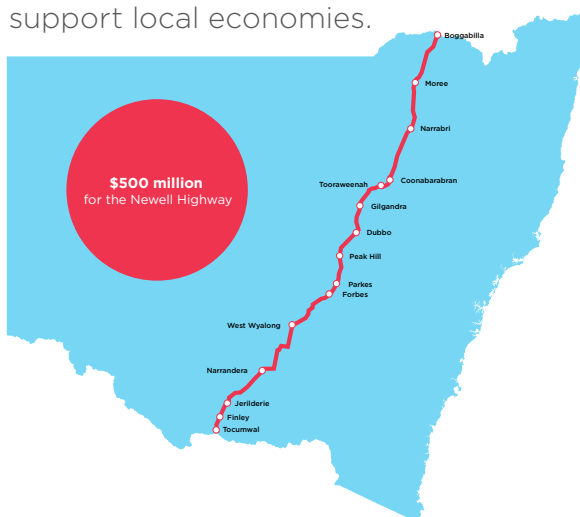 support local economies.
Boggabilla
Moree
Narrabri
Coonabarabran
Tooraweenah
Gilgandra
Dubbo
Peak Hill
Parkes
Forbes
West Wyalong
Narrandera
Jerilderie
Finley
Tocumwal
$500 million
for the Newell Highway